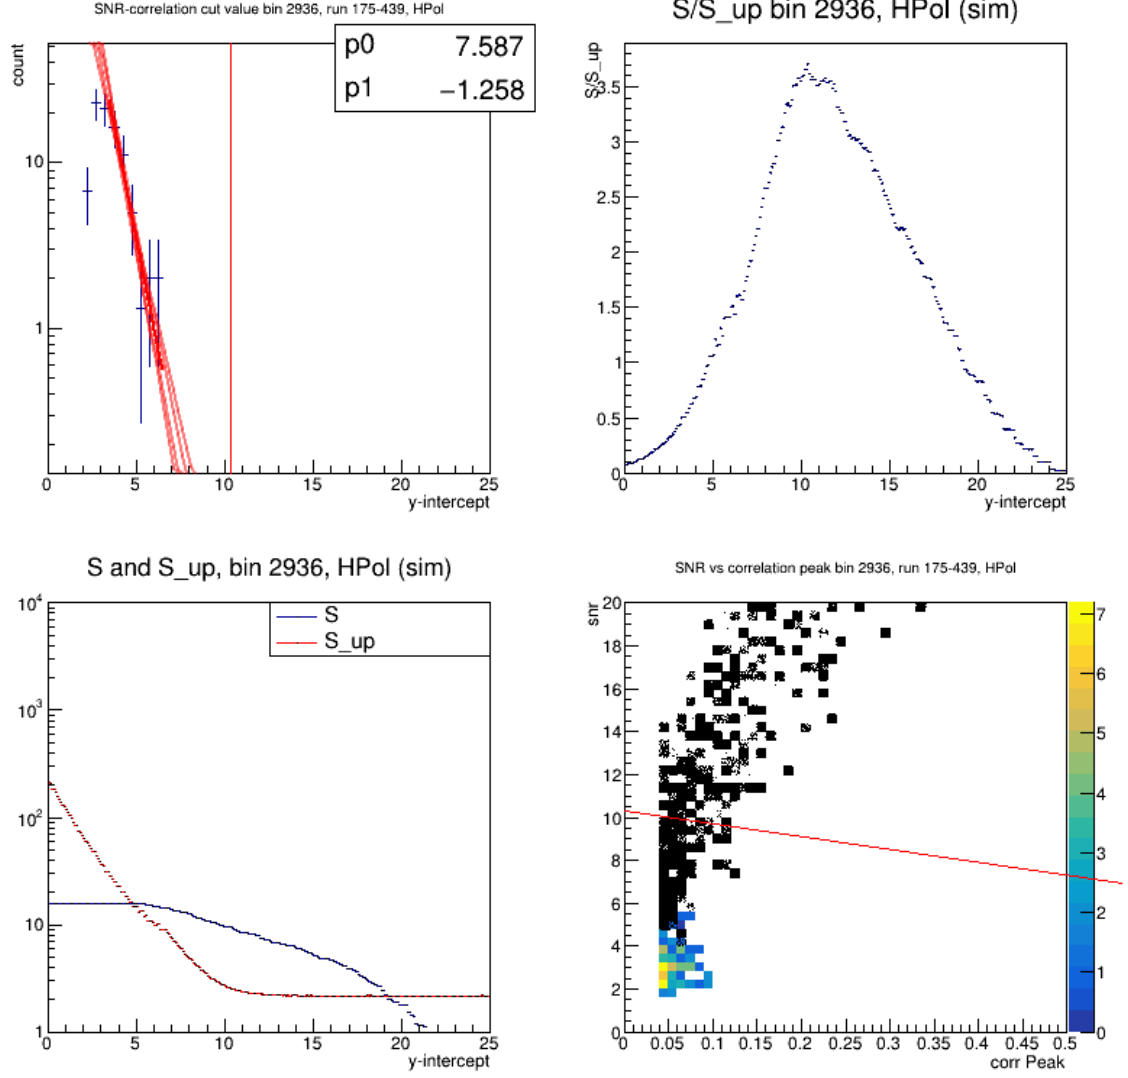 SNR-correlation cut value bin 2936, run 175-439, HPol
count
p0 7.587
p1 −1.258
10
1
0 5 10 15 20 25
y-intercept
S/S_up bin 2936, HPol (sim)
S/S_up
3.5
3
2.5
2
1.5
1
0.5
0
0 5 10 15 20 25
y-intercept
S and S_up, bin 2936, HPol (sim)
S
S_up
10^4
10^3
10^2
10
1
0 5 10 15 20 25
y-intercept
SNR vs correlation peak bin 2936, run 175-439, HPol
snr
20
18
16
14
12
10
8
6
4
2
0
0 0.05 0.1 0.15 0.2 0.25 0.3 0.35 0.4 0.45 0.5
corr Peak
7
6
5
4
3
2
1
0